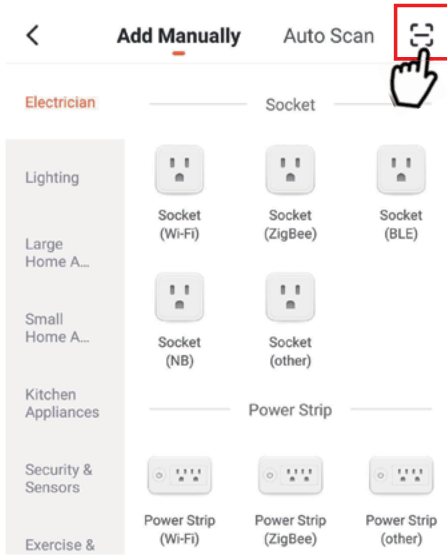 Add Manually Auto Scan
Electrician
Lighting
Large
Home A...
Small
Home A...
Kitchen
Appliances
Security &
Sensors
Exercise &
Socket
Socket
(Wi-Fi)
Socket
(ZigBee)
Socket
(BLE)
Socket
(NB)
Socket
(other)
Power Strip
Power Strip
(Wi-Fi)
Power Strip
(ZigBee)
Power Strip
(other)